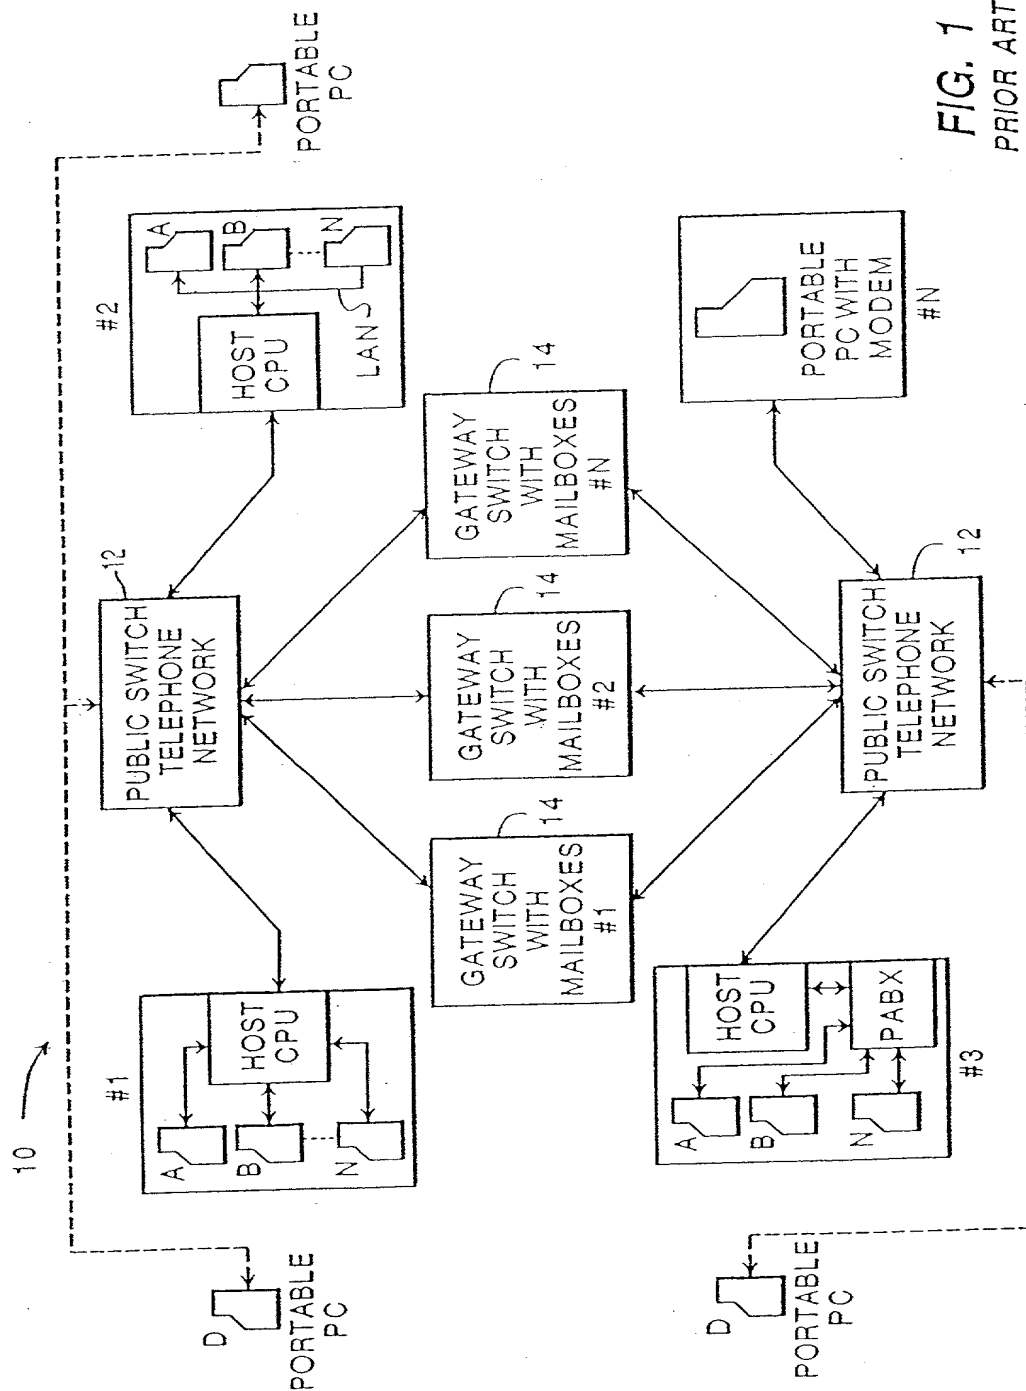 10
D
PORTABLE
PC
#1
A
B
N
HOST
CPU
PUBLIC SWITCH
TELEPHONE
NETWORK
12
#2
HOST
CPU
A
B
N
LAN
PORTABLE
PC
GATEWAY
SWITCH
WITH
MAILBOXES
#1
14
GATEWAY
SWITCH
WITH
MAILBOXES
#2
14
GATEWAY
SWITCH
WITH
MAILBOXES
#N
14
D
PORTABLE
PC
A
B
N
HOST
CPU
PABX
#3
PUBLIC SWITCH
TELEPHONE
NETWORK
12
PORTABLE
PC WITH
MODEM
#N
FIG. 1
PRIOR ART